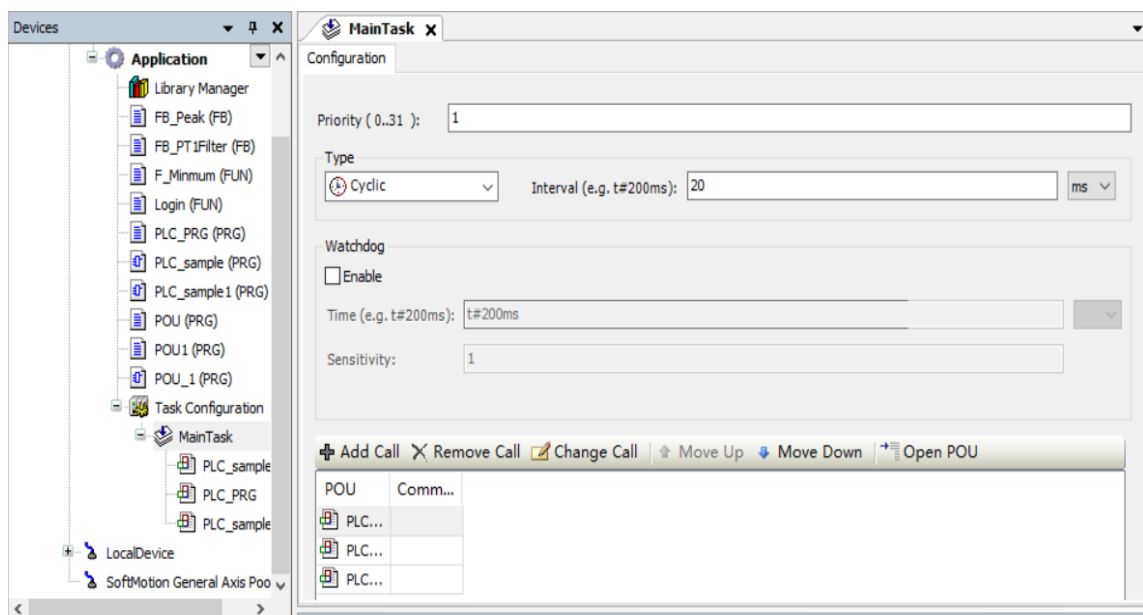 Devices
Application
Library Manager
FB_Peak (FB)
FB_PT1Filter (FB)
F_Minmum (FUN)
Login (FUN)
PLC_PRG (PRG)
PLC_sample (PRG)
PLC_sample1 (PRG)
POU (PRG)
POU1 (PRG)
POU_1 (PRG)
Task Configuration
MainTask
PLC_sample
PLC_PRG
PLC_sample
LocalDevice
SoftMotion General Axis Poo
MainTask x
Configuration
Priority ( 0..31 ): 1
Type
Cyclic Interval (e.g. t#200ms): 20 ms
Watchdog
Enable
Time (e.g. t#200ms): t#200ms
Sensitivity: 1
Add Call Remove Call Change Call Move Up Move Down Open POU
POU Comm...
PLC...
PLC...
PLC...